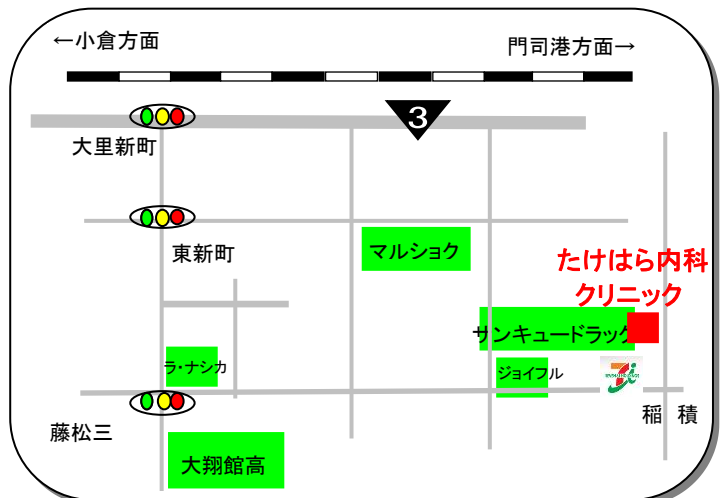 ←小倉方面
門司港方面→
3
大里新町
東新町
マルショク
たけはら内科
クリニック
サンキュードラッグ
ラ・ナシカ
ジョイフル
7
藤松三
稲 積
大翔館高